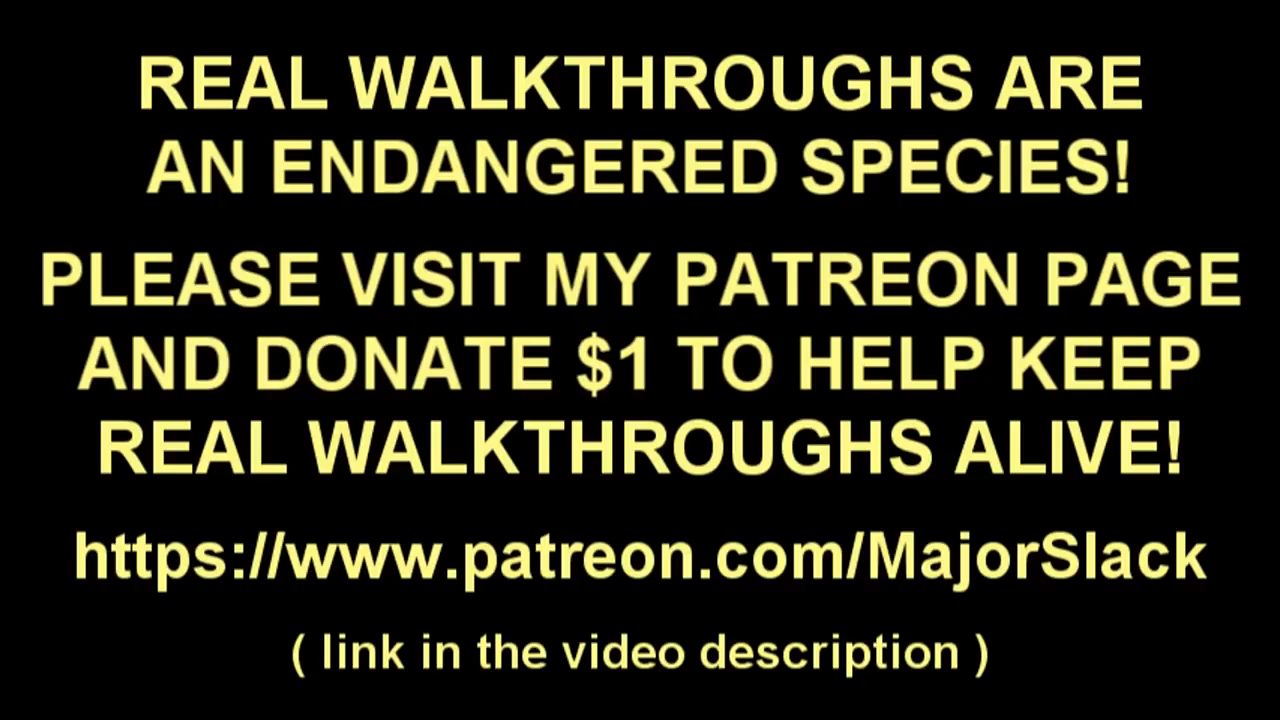 REAL WALKTHROUGHS ARE
AN ENDANGERED SPECIES!
PLEASE VISIT MY PATREON PAGE
AND DONATE $1 TO HELP KEEP
REAL WALKTHROUGHS ALIVE!
https://www.patreon.com/MajorSlack
( link in the video description )